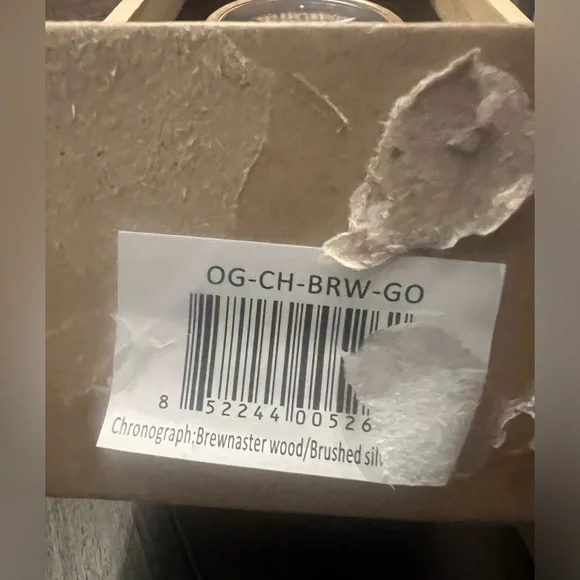 OG-CH-BRW-GO
8 52244 00526
Chronograph:Brewnaster wood/Brushed